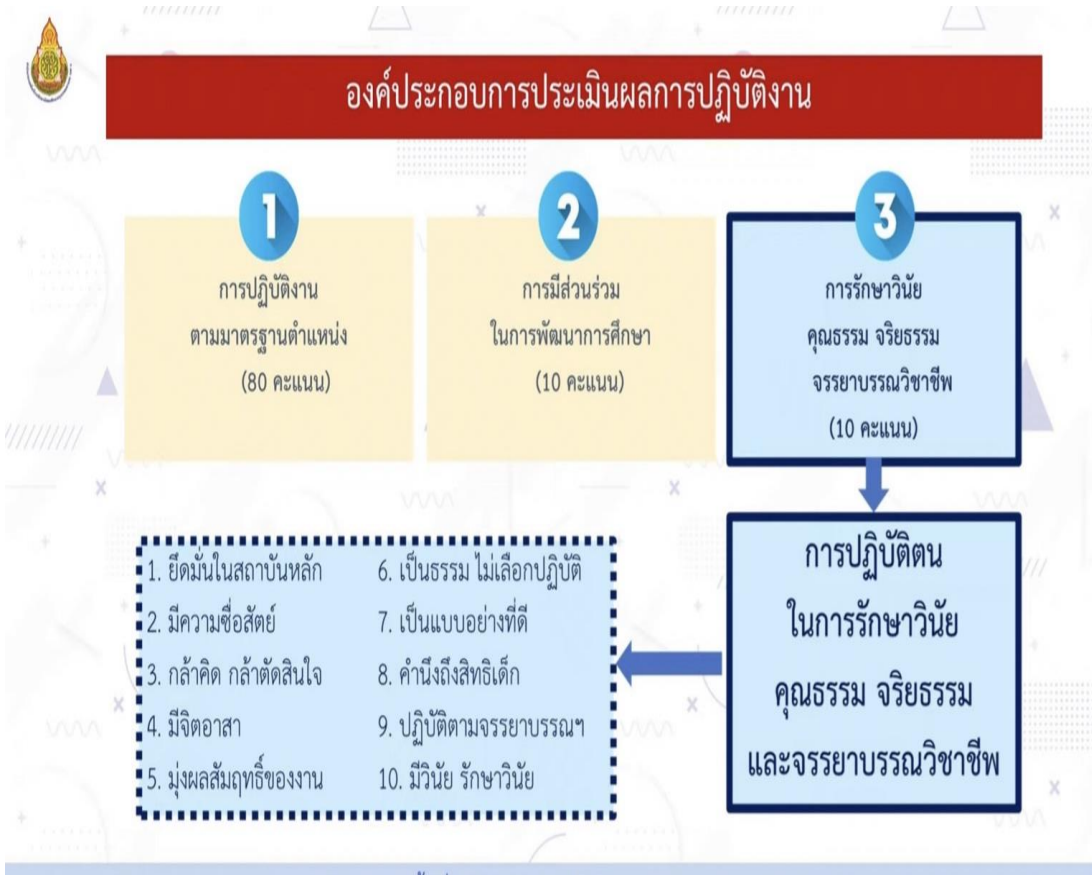 องค์ประกอบการประเมินผลการปฏิบัติงาน
1
การปฏิบัติงาน
ตามมาตรฐานตำแหน่ง
(80 คะแนน)
2
การมีส่วนร่วม
ในการพัฒนาการศึกษา
(10 คะแนน)
3
การรักษาวินัย
คุณธรรม จริยธรรม
จรรยาบรรณวิชาชีพ
(10 คะแนน)
การปฏิบัติตน
ในการรักษาวินัย
คุณธรรม จริยธรรม
และจรรยาบรรณวิชาชีพ
1. ยึดมั่นในสถาบันหลัก
2. มีความซื่อสัตย์
3. กล้าคิด กล้าตัดสินใจ
4. มีจิตอาสา
5. มุ่งผลสัมฤทธิ์ของงาน
6. เป็นธรรม ไม่เลือกปฏิบัติ
7. เป็นแบบอย่างที่ดี
8. คำนึงถึงสิทธิเด็ก
9. ปฏิบัติตามจรรยาบรรณฯ
10. มีวินัย รักษาวินัย